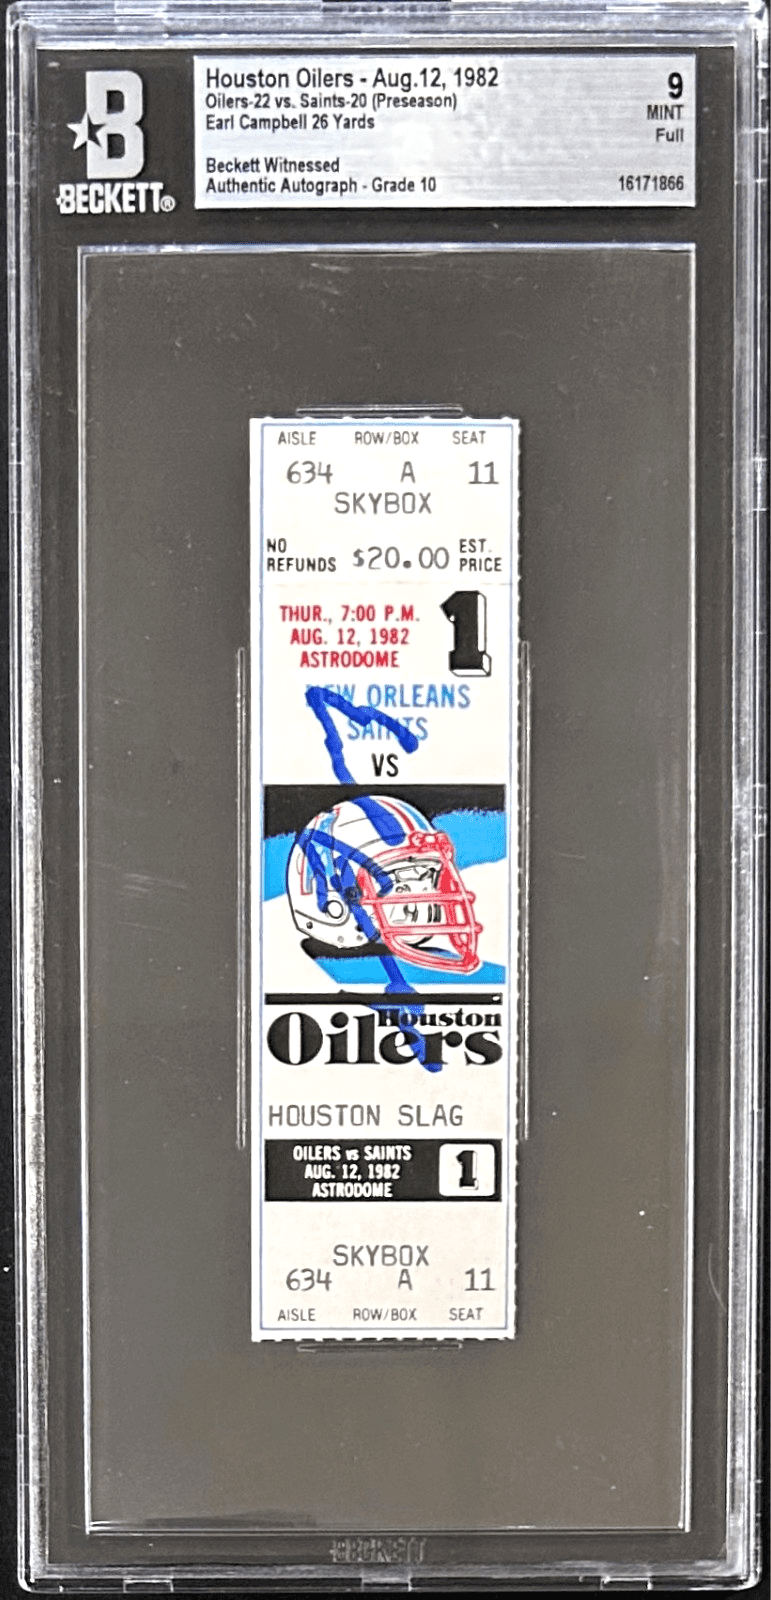 Houston Oilers - Aug.12, 1982
Oilers-22 vs. Saints-20 (Preseason)
Earl Campbell 26 Yards
Beckett Witnessed
Authentic Autograph - Grade 10
9
MINT
Full
16171866
B
BECKETT®
AISLE ROW/BOX SEAT
634 A 11
SKYBOX
NO REFUNDS $20.00 EST. PRICE
THUR., 7:00 P.M.
AUG. 12, 1982
ASTRODOME
1
NEW ORLEANS
SAINTS
VS
Houston
Oilers
HOUSTON SLAG
OILERS vs SAINTS
AUG. 12, 1982
ASTRODOME
1
SKYBOX
634 A 11
AISLE ROW/BOX SEAT
BECKETT